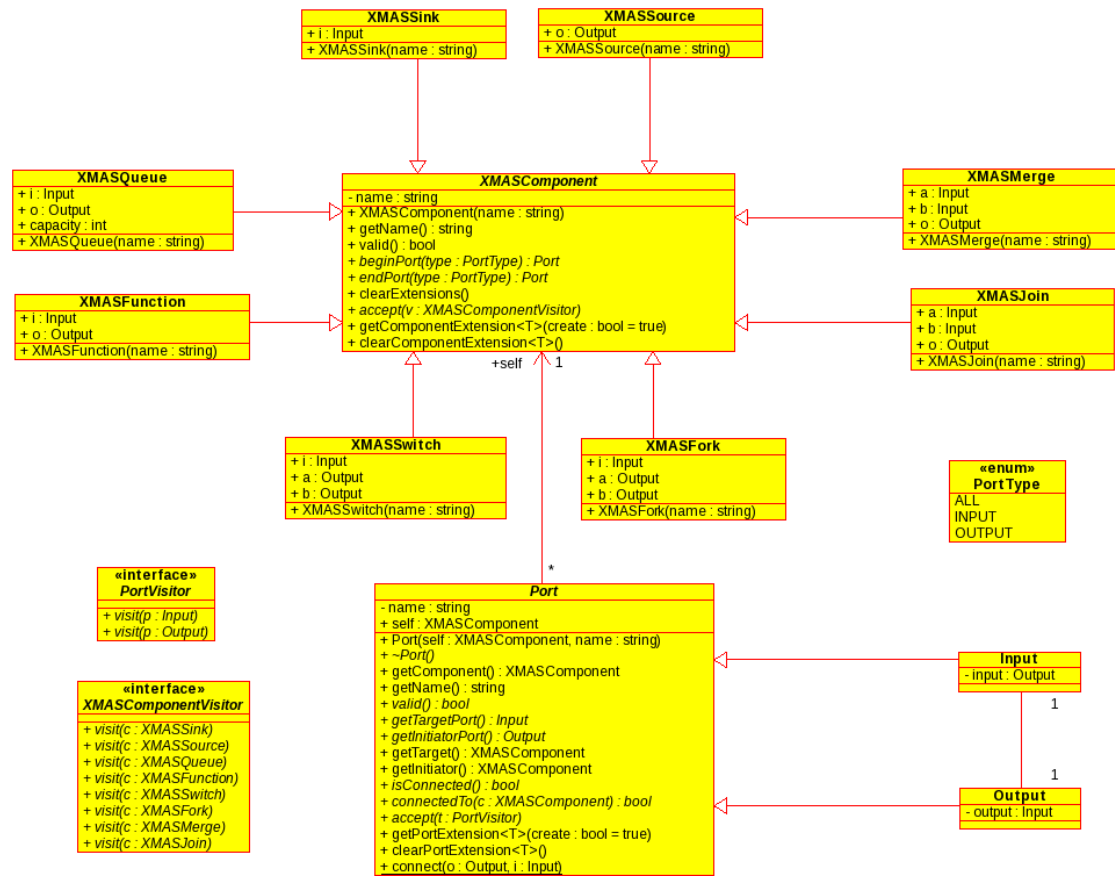 XMASSink
+ i : Input
+ XMASSink(name : string)
XMASSource
+ o : Output
+ XMASSource(name : string)
XMASQueue
+ i : Input
+ o : Output
+ capacity : int
+ XMASQueue(name : string)
XMASComponent
- name : string
+ XMASComponent(name : string)
+ getName() : string
+ valid() : bool
+ beginPort(type : PortType) : Port
+ endPort(type : PortType) : Port
+ clearExtensions()
+ accept(v : XMASComponentVisitor)
+ getComponentExtension<T>(create : bool = true)
+ clearComponentExtension<T>()
XMASMerge
+ a : Input
+ b : Input
+ o : Output
+ XMASMerge(name : string)
XMASFunction
+ i : Input
+ o : Output
+ XMASFunction(name : string)
XMASJoin
+ a : Input
+ b : Input
+ o : Output
+ XMASJoin(name : string)
+self
1
XMASSwitch
+ i : Input
+ a : Output
+ b : Output
+ XMASSwitch(name : string)
XMASFork
+ i : Input
+ a : Output
+ b : Output
+ XMASFork(name : string)
«enum»
PortType
ALL
INPUT
OUTPUT
*
«interface»
PortVisitor
+ visit(p : Input)
+ visit(p : Output)
Port
- name : string
+ self : XMASComponent
+ Port(self : XMASComponent, name : string)
+ ~Port()
+ getComponent() : XMASComponent
+ getName() : string
+ valid() : bool
+ getTargetPort() : Input
+ getInitiatorPort() : Output
+ getTarget() : XMASComponent
+ getInitiator() : XMASComponent
+ isConnected() : bool
+ connectedTo(c : XMASComponent) : bool
+ accept(t : PortVisitor)
+ getPortExtension<T>(create : bool = true)
+ clearPortExtension<T>()
+ connect(o : Output, i : Input)
«interface»
XMASComponentVisitor
+ visit(c : XMASSink)
+ visit(c : XMASSource)
+ visit(c : XMASQueue)
+ visit(c : XMASFunction)
+ visit(c : XMASSwitch)
+ visit(c : XMASFork)
+ visit(c : XMASMerge)
+ visit(c : XMASJoin)
Input
- input : Output
1
1
Output
- output : Input